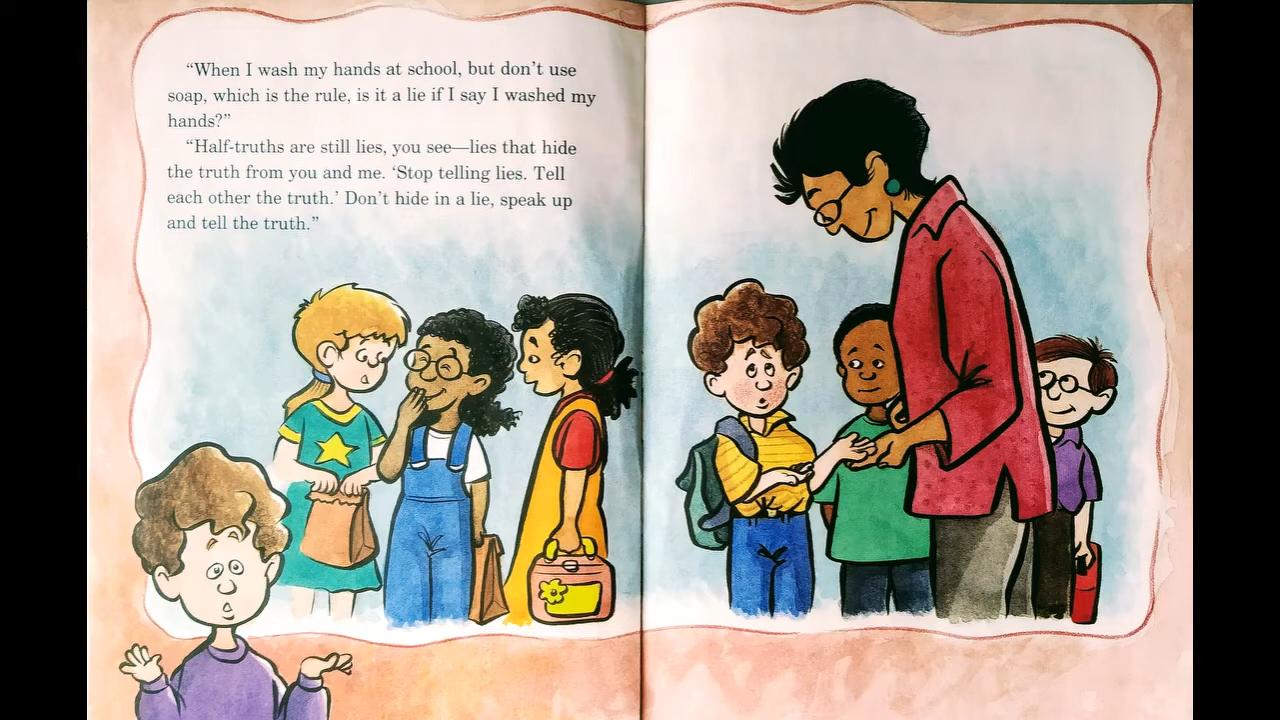 “When I wash my hands at school, but don’t use
soap, which is the rule, is it a lie if I say I washed my
hands?”
“Half-truths are still lies, you see—lies that hide
the truth from you and me. ‘Stop telling lies. Tell
each other the truth.’ Don’t hide in a lie, speak up
and tell the truth.”